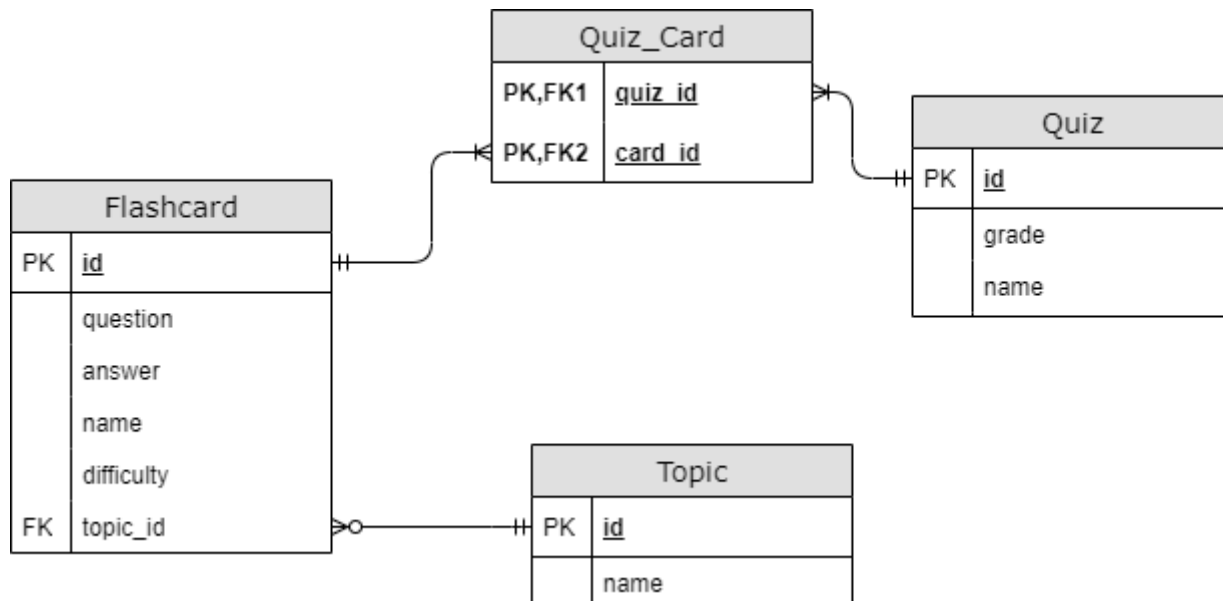 Quiz_Card
PK,FK1 quiz_id
PK,FK2 card_id
Quiz
PK id
grade
name
Flashcard
PK id
question
answer
name
difficulty
FK topic_id
Topic
PK id
name